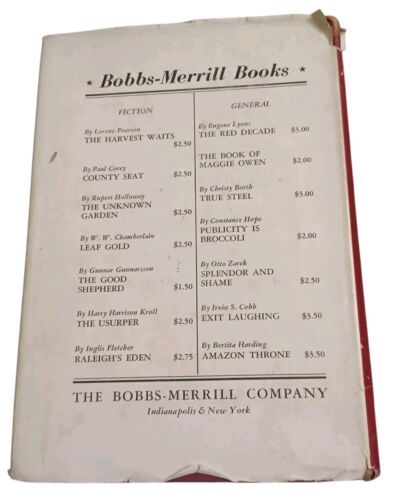 ★ Bobbs-Merrill Books ★
FICTION
By Lorene Pearson
THE HARVEST WAITS
$2.50
By Paul Corey
COUNTY SEAT $2.50
By Rupert Holloway
THE UNKNOWN
GARDEN $2.50
By W. W. Chamberlain
LEAF GOLD $2.50
By Gunnar Gunnarsson
THE GOOD
SHEPHERD $1.50
By Harry Harrison Kroll
THE USURPER $2.50
By Inglis Fletcher
RALEIGH'S EDEN $2.75
GENERAL
By Eugene Lyons
THE RED DECADE $3.00
THE BOOK OF
MAGGIE OWEN $2.00
By Christy Borth
TRUE STEEL $3.00
By Constance Hope
PUBLICITY IS
BROCCOLI $2.00
By Otto Zarek
SPLENDOR AND
SHAME $2.50
By Irvin S. Cobb
EXIT LAUGHING $3.50
By Bertita Harding
AMAZON THRONE $3.50
THE BOBBS-MERRILL COMPANY
Indianapolis & New York